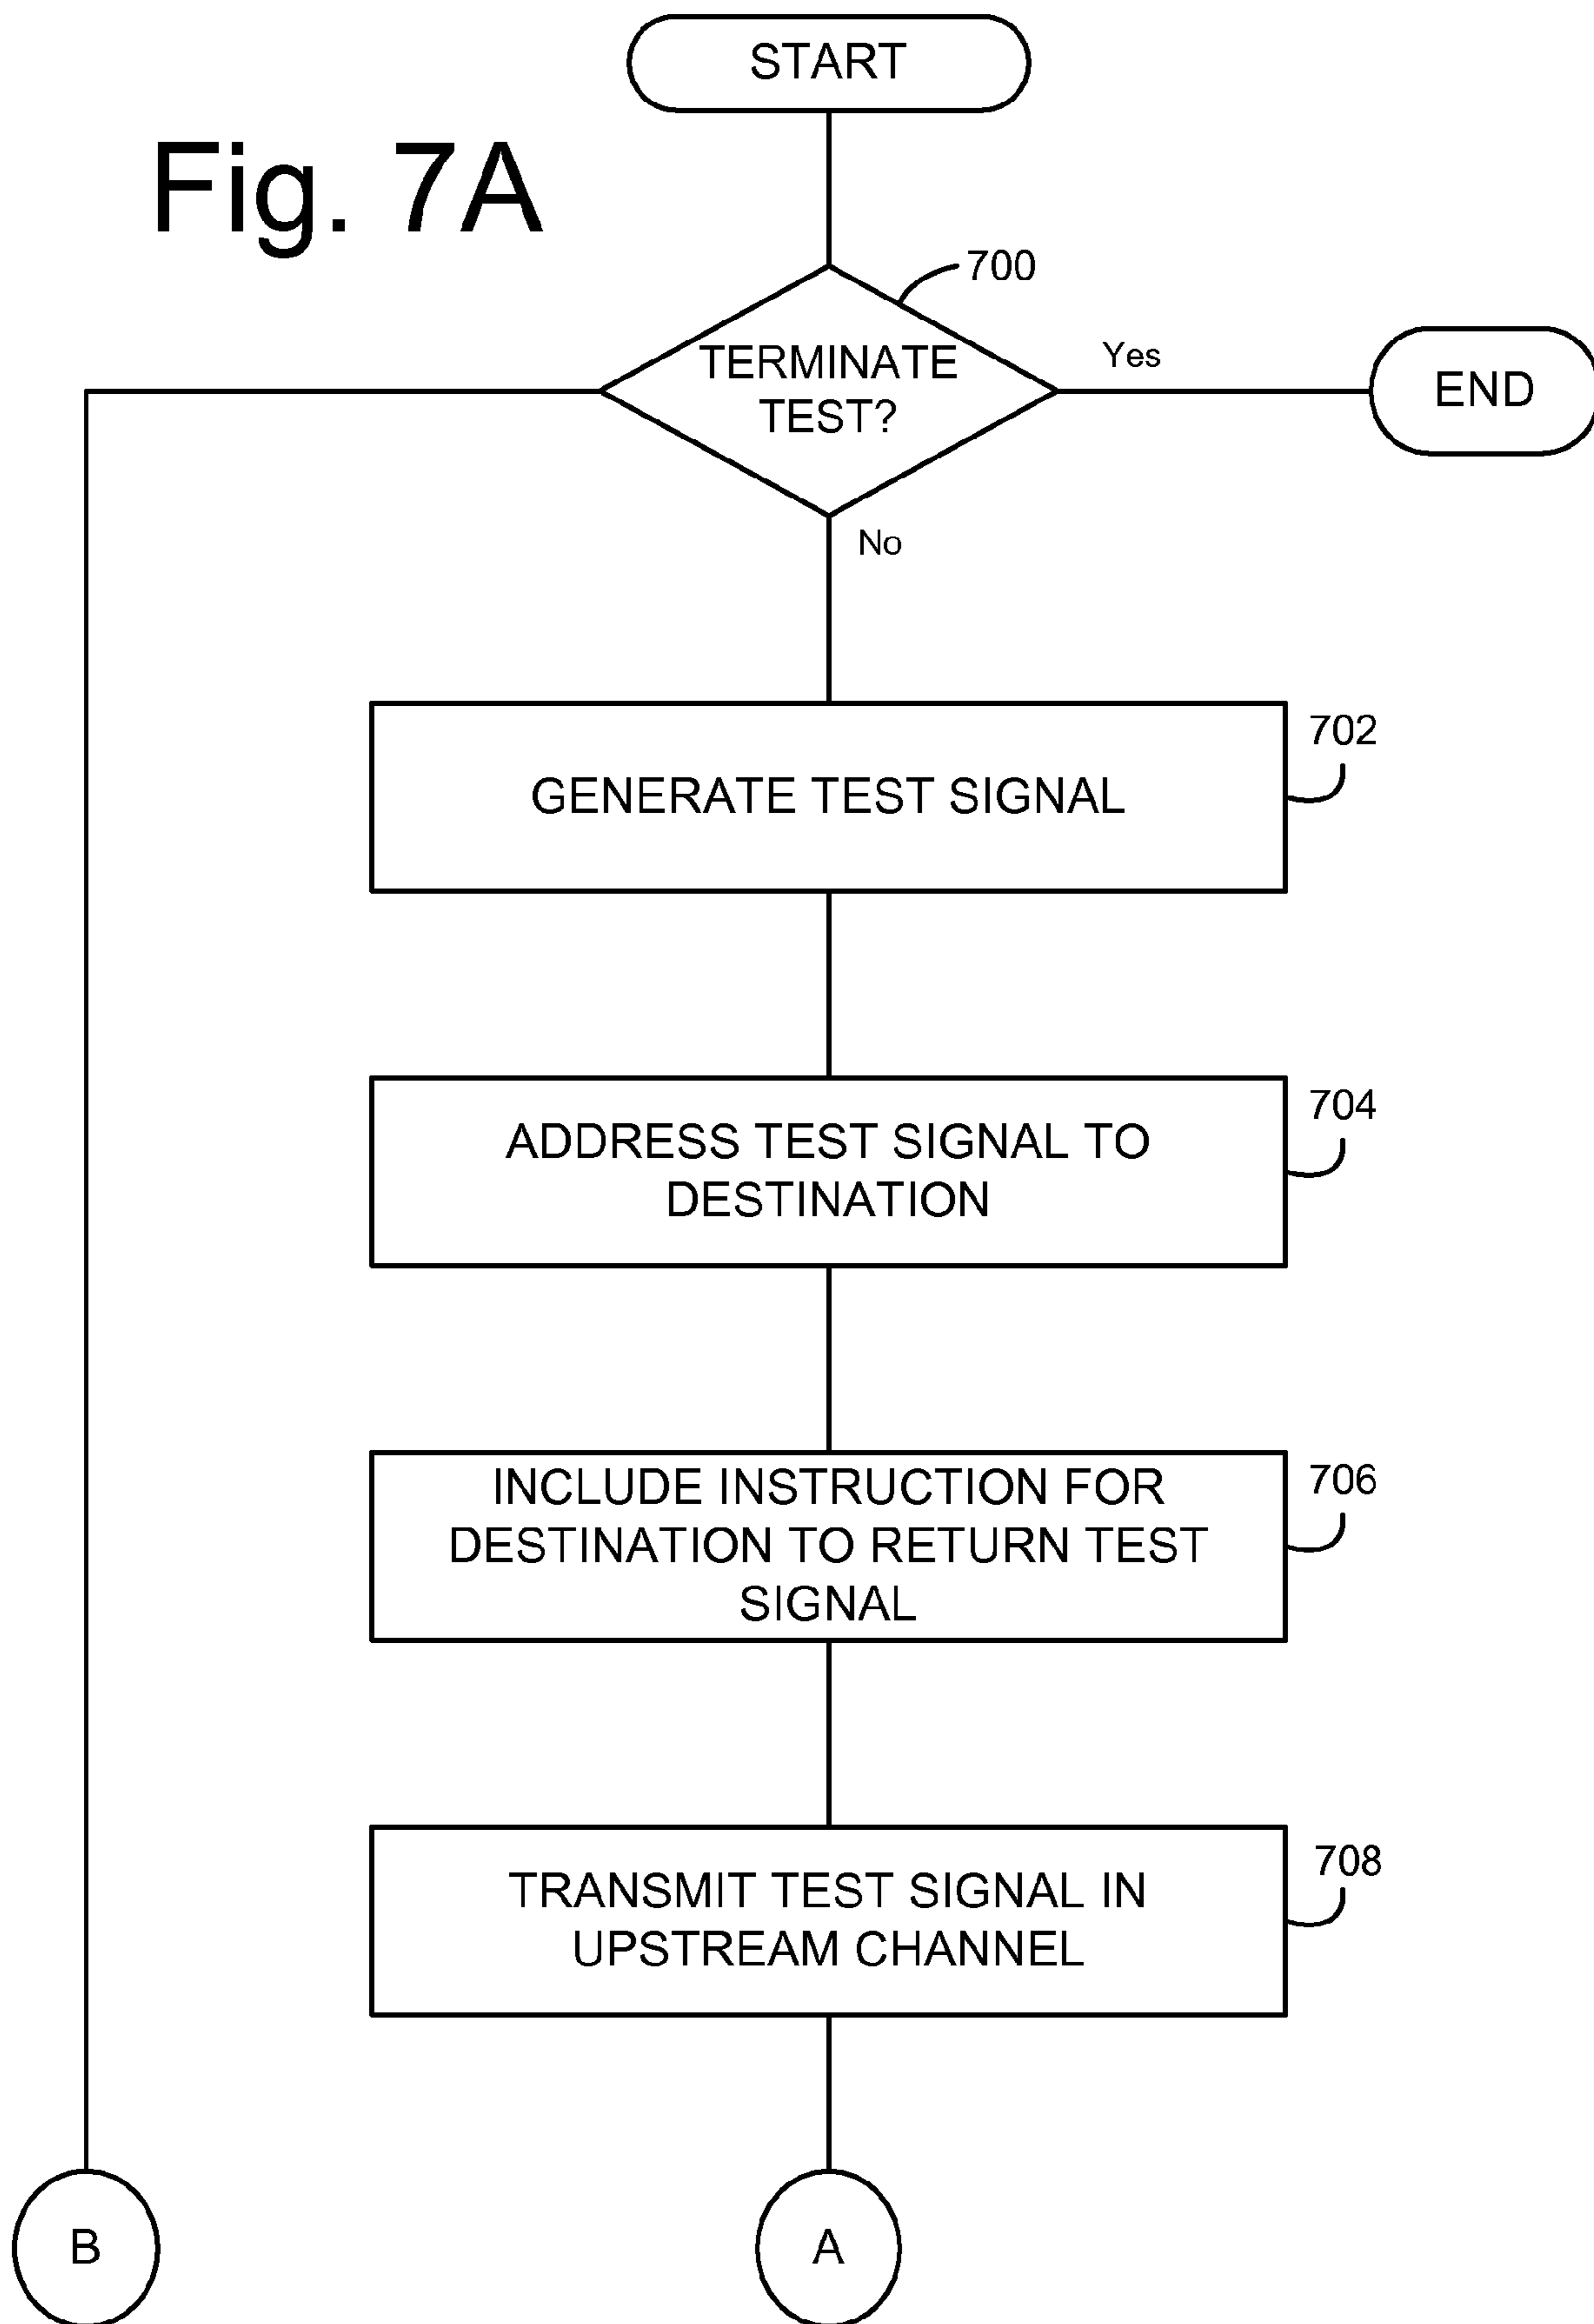 START
Fig. 7A
700
TERMINATE
TEST?
Yes
END
No
702
GENERATE TEST SIGNAL
704
ADDRESS TEST SIGNAL TO
DESTINATION
706
INCLUDE INSTRUCTION FOR
DESTINATION TO RETURN TEST
SIGNAL
708
TRANSMIT TEST SIGNAL IN
UPSTREAM CHANNEL
B
A